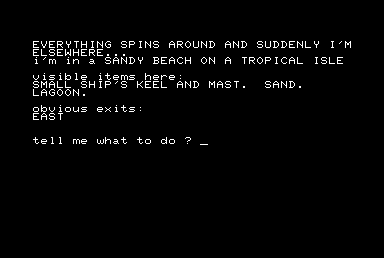 EVERYTHING SPINS AROUND AND SUDDENLY I'M
ELSEWHERE...
i'm in a SANDY BEACH ON A TROPICAL ISLE
visible items here:
SMALL SHIP'S KEEL AND MAST.  SAND.
LAGOON.
obvious exits:
EAST
tell me what to do ? _